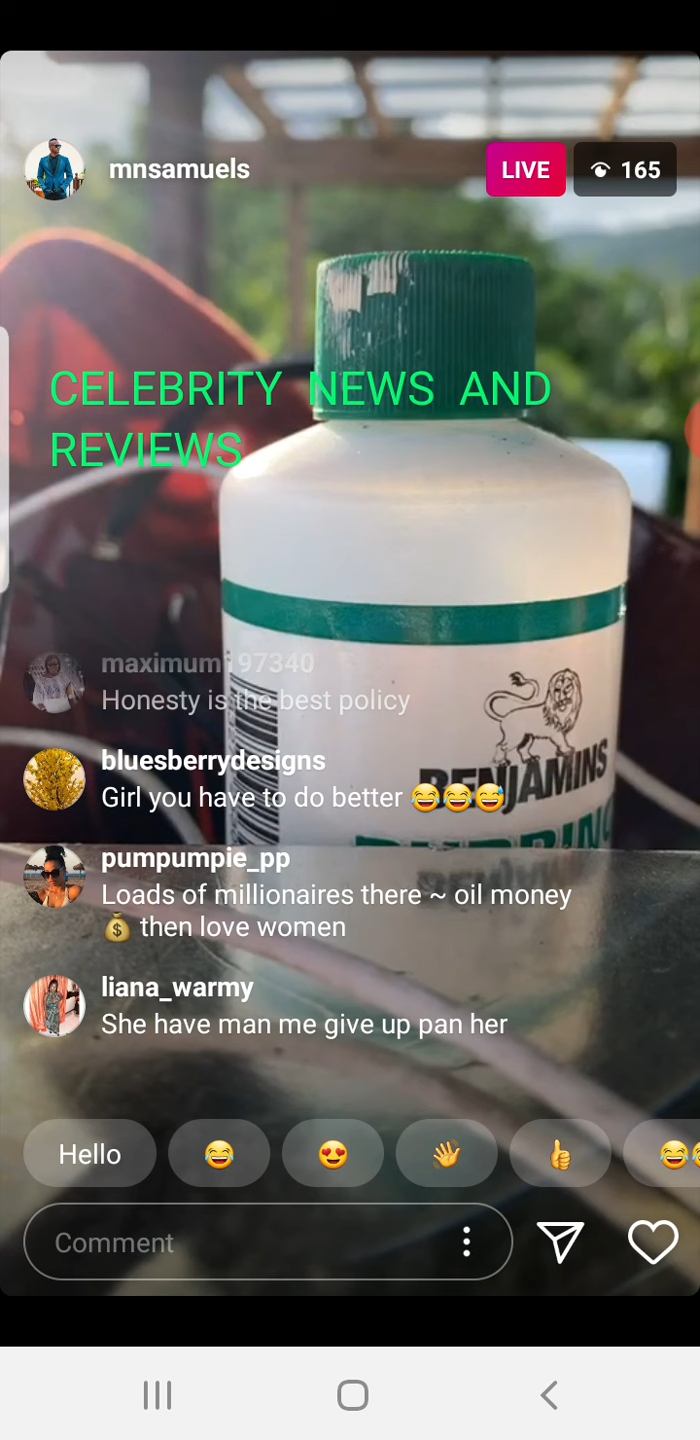 mnsamuels
LIVE
165
CELEBRITY NEWS AND
REVIEWS
maximum197340
Honesty is the best policy
bluesberrydesigns
Girl you have to do better 😂😂😅
BENJAMINS
pumpumpie_pp
Loads of millionaires there ~ oil money
💰 then love women
liana_warmy
She have man me give up pan her
Hello
Comment